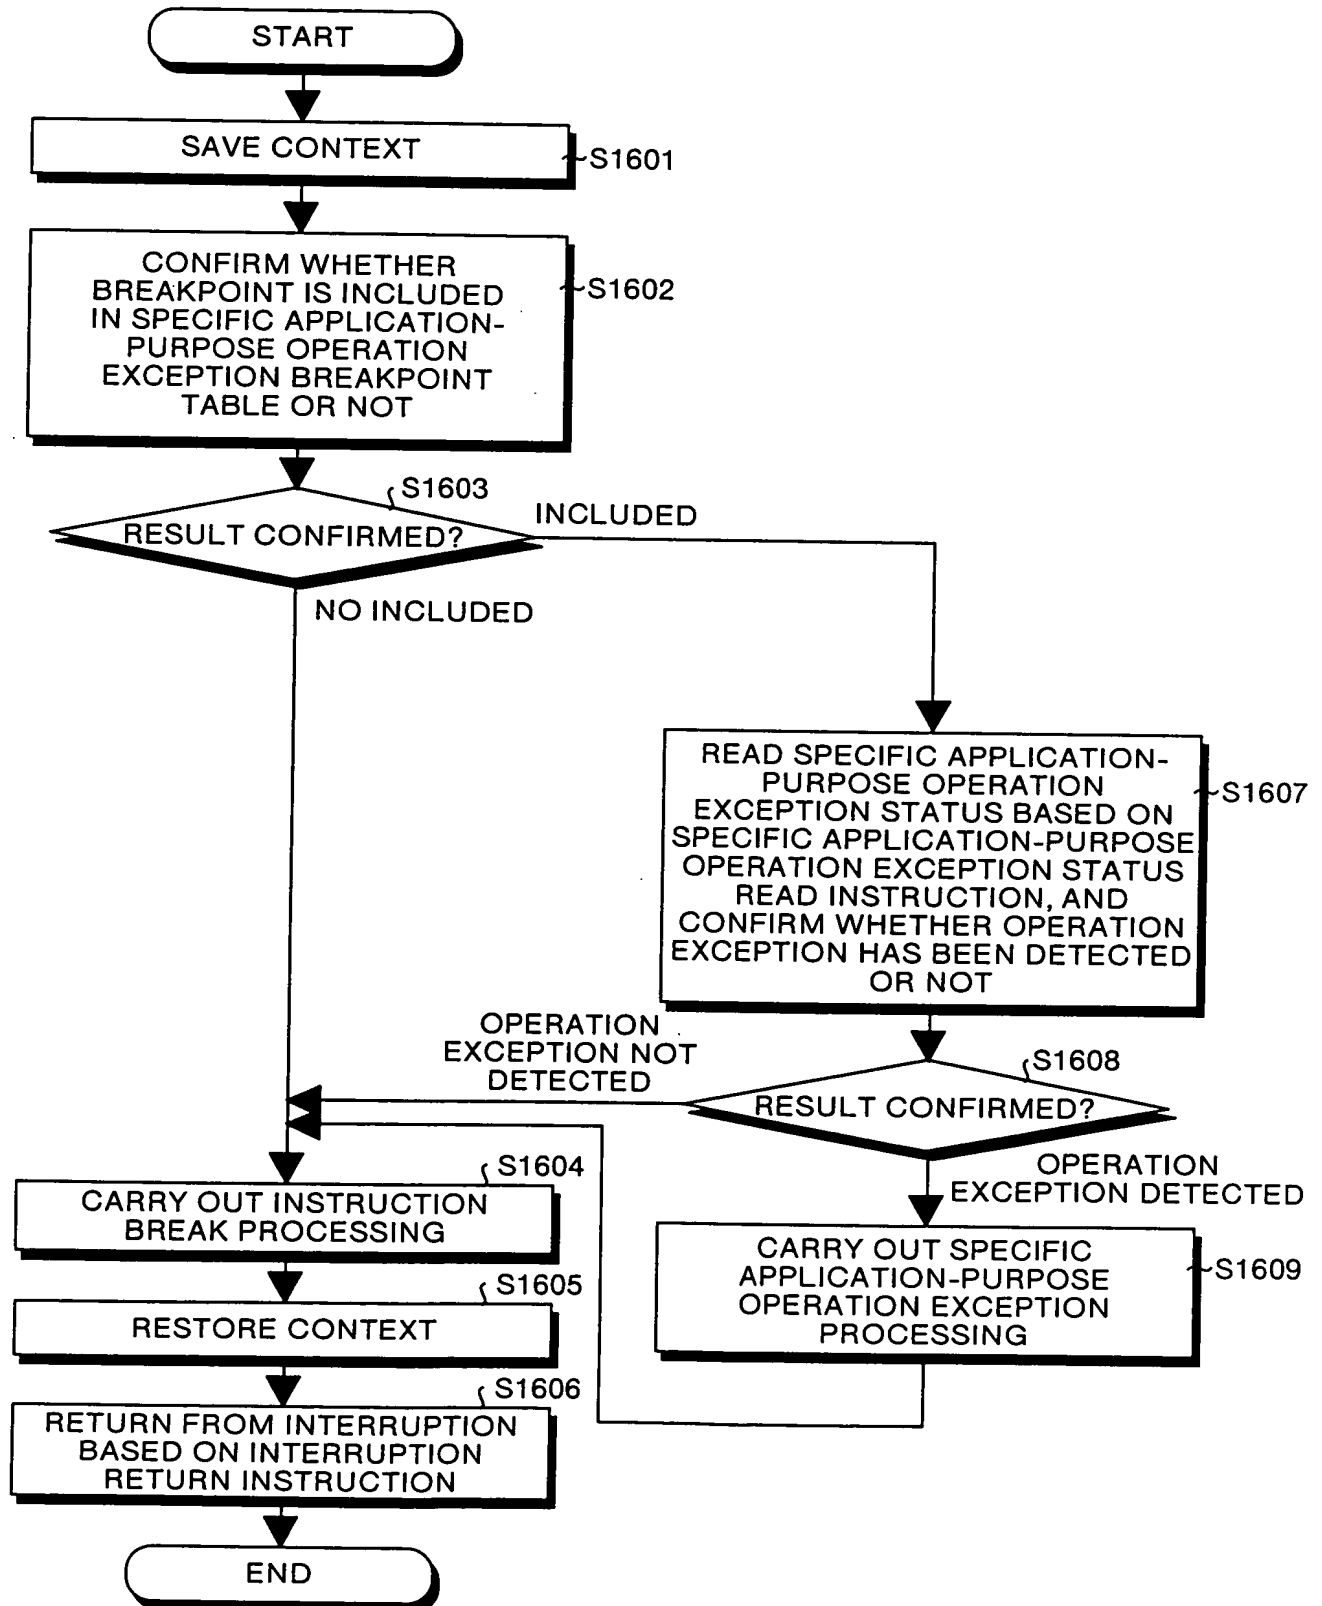 START
SAVE CONTEXT
S1601
CONFIRM WHETHER
BREAKPOINT IS INCLUDED
IN SPECIFIC APPLICATION-
PURPOSE OPERATION
EXCEPTION BREAKPOINT
TABLE OR NOT
S1602
S1603
RESULT CONFIRMED?
INCLUDED
NO INCLUDED
READ SPECIFIC APPLICATION-
PURPOSE OPERATION
EXCEPTION STATUS BASED ON
SPECIFIC APPLICATION-PURPOSE
OPERATION EXCEPTION STATUS
READ INSTRUCTION, AND
CONFIRM WHETHER OPERATION
EXCEPTION HAS BEEN DETECTED
OR NOT
S1607
OPERATION
EXCEPTION NOT
DETECTED
S1608
RESULT CONFIRMED?
OPERATION
EXCEPTION DETECTED
S1604
CARRY OUT INSTRUCTION
BREAK PROCESSING
CARRY OUT SPECIFIC
APPLICATION-PURPOSE
OPERATION EXCEPTION
PROCESSING
S1609
S1605
RESTORE CONTEXT
S1606
RETURN FROM INTERRUPTION
BASED ON INTERRUPTION
RETURN INSTRUCTION
END